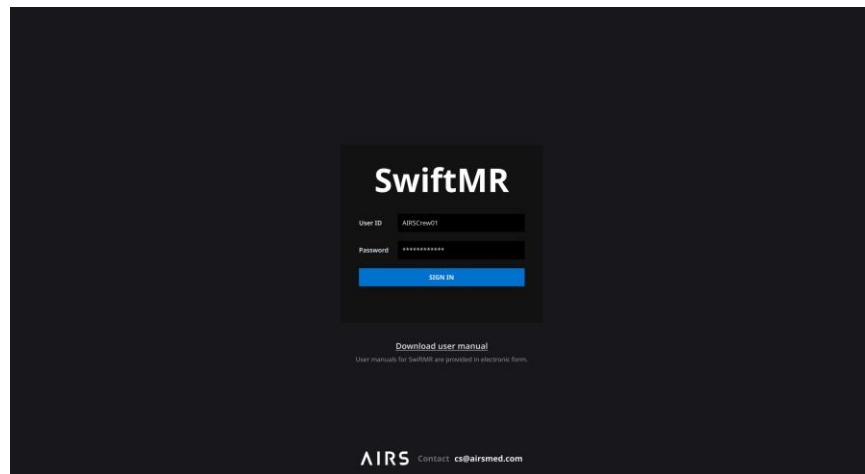 SwiftMR
User ID AIRSCrew01
Password ************
SIGN IN
Download user manual
User manuals for SwiftMR are provided in electronic form.
AIRS Contact cs@airsmed.com